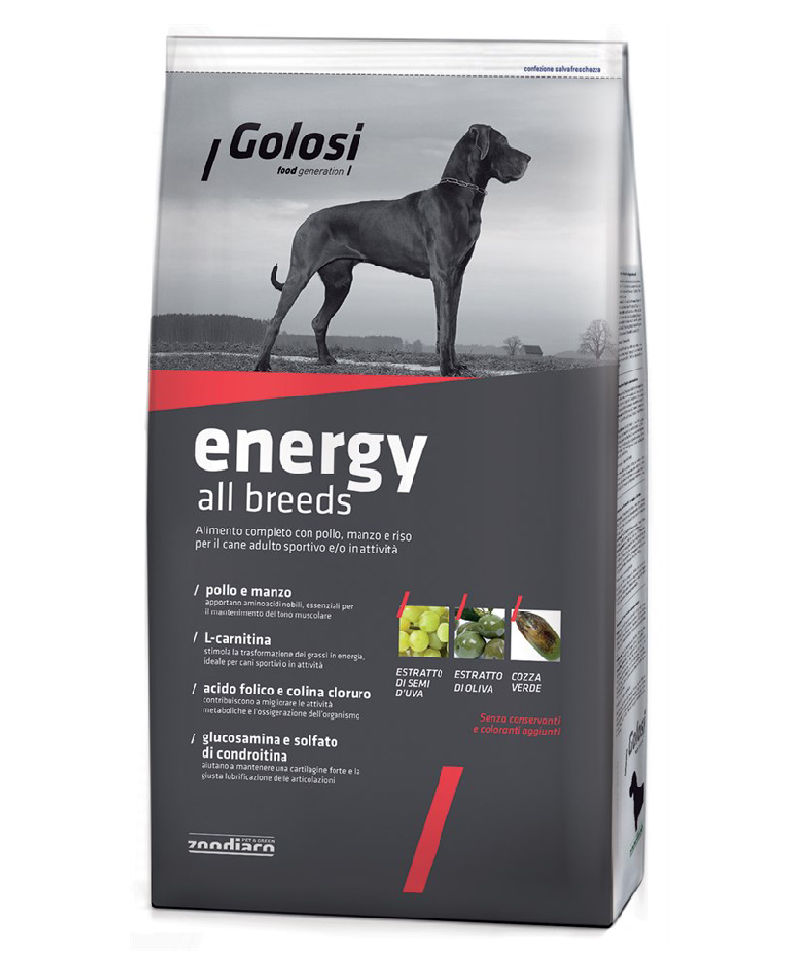 confezione salvafreschezza
Golosi
food generation
energy
all breeds
Alimento completo con pollo, manzo e riso
per il cane adulto sportivo e/o in attività
pollo e manzo
apportano aminoacidi nobili, essenziali per
il mantenimento del tono muscolare
L-carnitina
stimola la trasformazione dei grassi in energia,
ideale per cani sportivi o in attività
acido folico e colina cloruro
contribuiscono a migliorare le attività
metaboliche e l'ossigenazione dell'organismo
glucosamina e solfato
di condroitina
aiutano a mantenere una cartilagine forte e la
giusta lubrificazione delle articolazioni
ESTRATTO
DI SEMI
D'UVA
ESTRATTO
DI OLIVA
COZZA
VERDE
Senza conservanti
e coloranti aggiunti
PET & GREEN
zoodiaco
Golosi